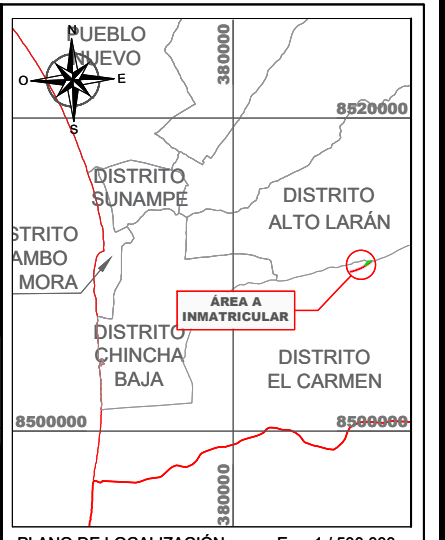 PUEBLO
NUEVO
N
O
E
S
380000
8520000
DISTRITO
SUNAMPE
DISTRITO
ALTO LARÁN
STRITO
AMBO
MORA
ÁREA A
INMATRICULAR
DISTRITO
CHINCHA
BAJA
DISTRITO
EL CARMEN
8500000
8500000
380000